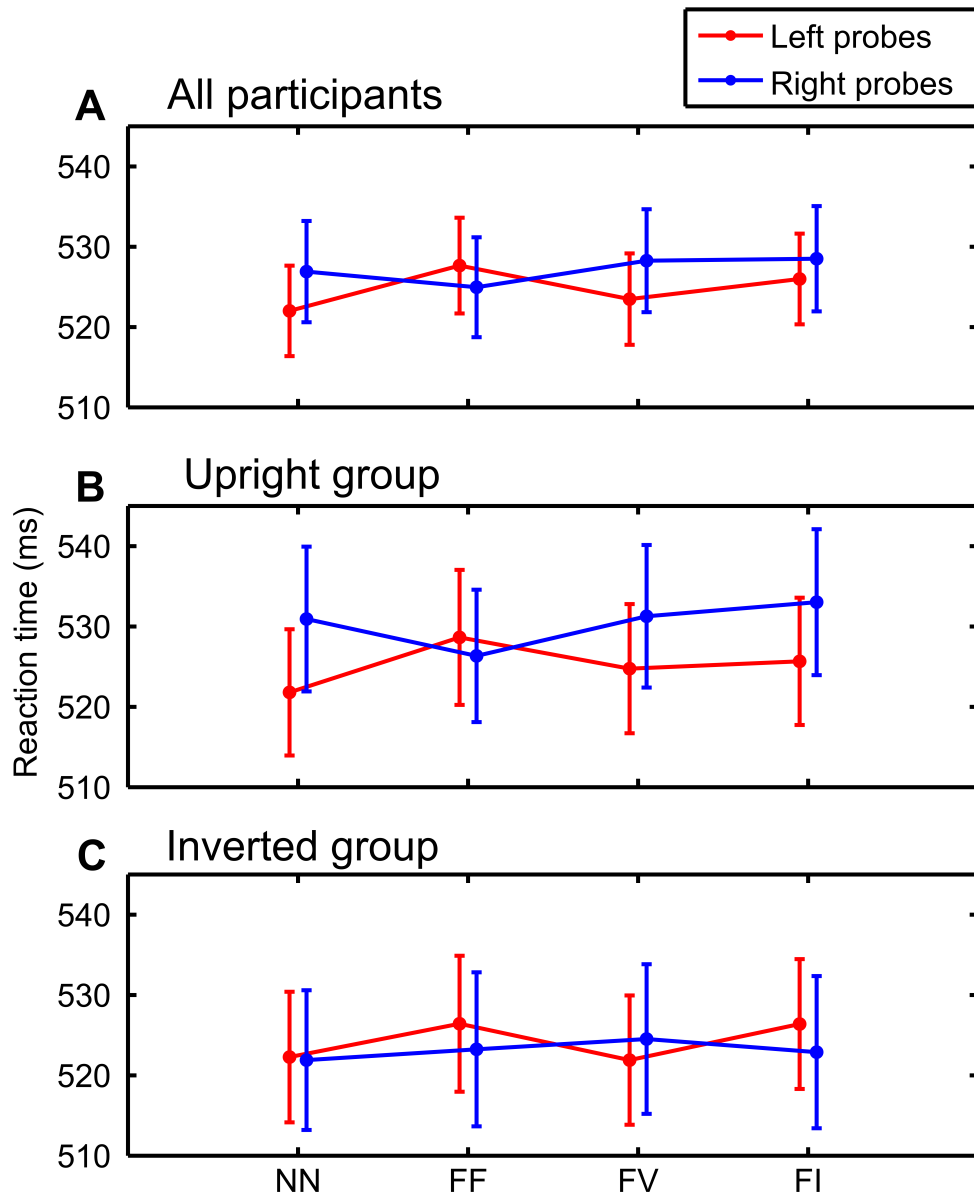 Left probes
Right probes
A All participants
540
530
520
510
B Upright group
540
530
520
510
Reaction time (ms)
C Inverted group
540
530
520
510
NN FF FV FI